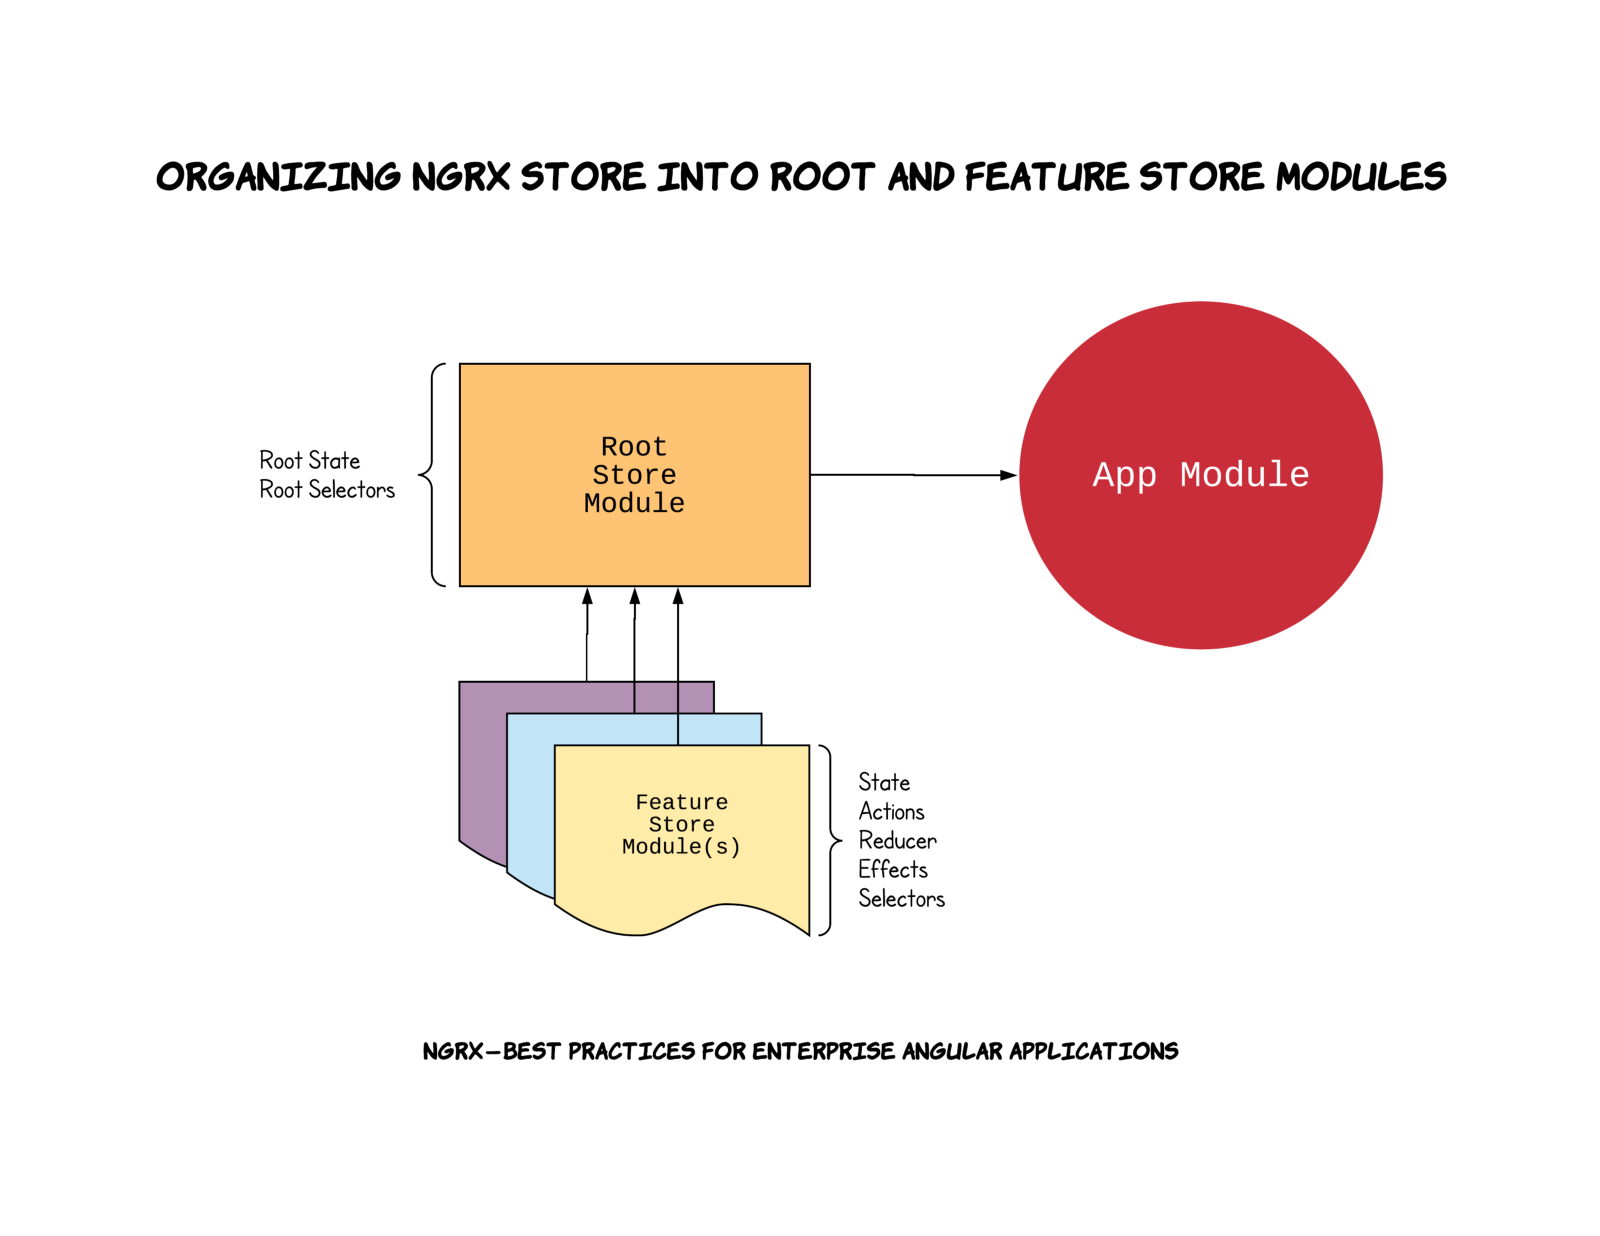 ORGANIZING NGRX STORE INTO ROOT AND FEATURE STORE MODULES
Root State
Root Selectors
Root
Store
Module
App Module
Feature
Store
Module(s)
State
Actions
Reducer
Effects
Selectors
NGRX–BEST PRACTICES FOR ENTERPRISE ANGULAR APPLICATIONS